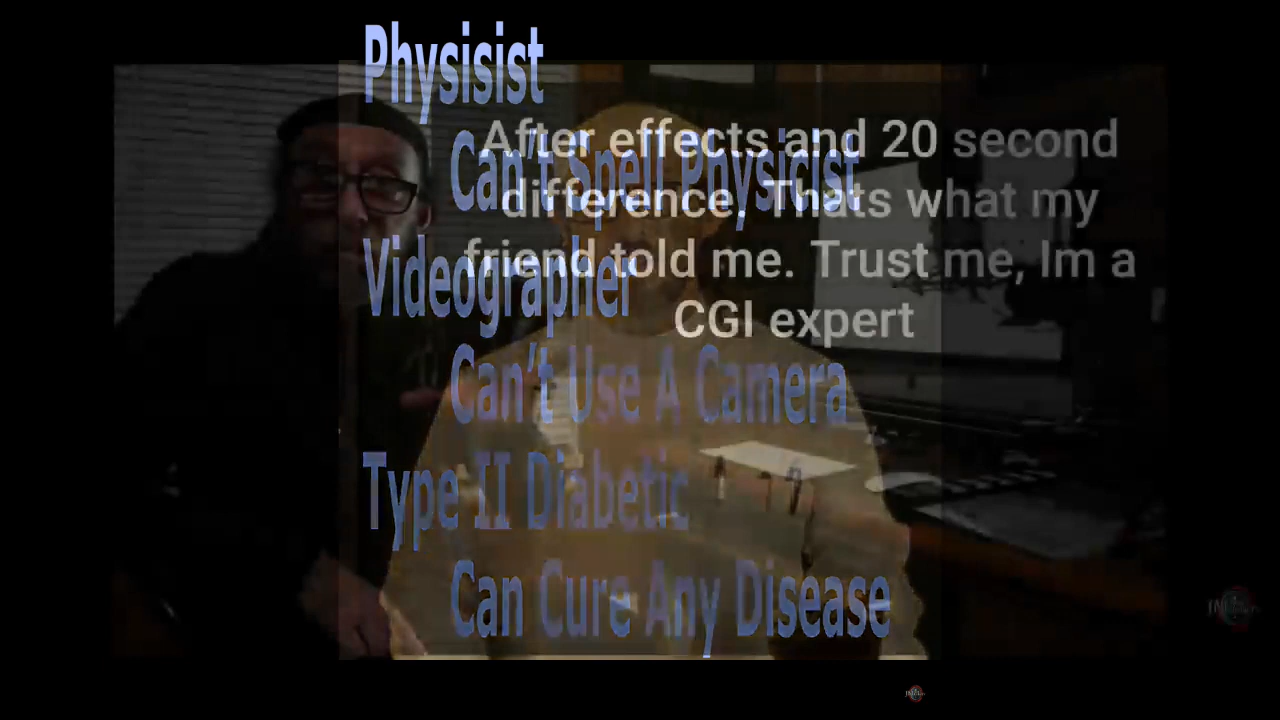 Physisist
Can't Spell Physicist
Videographer
Can't Use A Camera
Type II Diabetic
Can Cure Any Disease
After effects and 20 second
difference, Thats what my
friend told me. Trust me, Im a
CGI expert